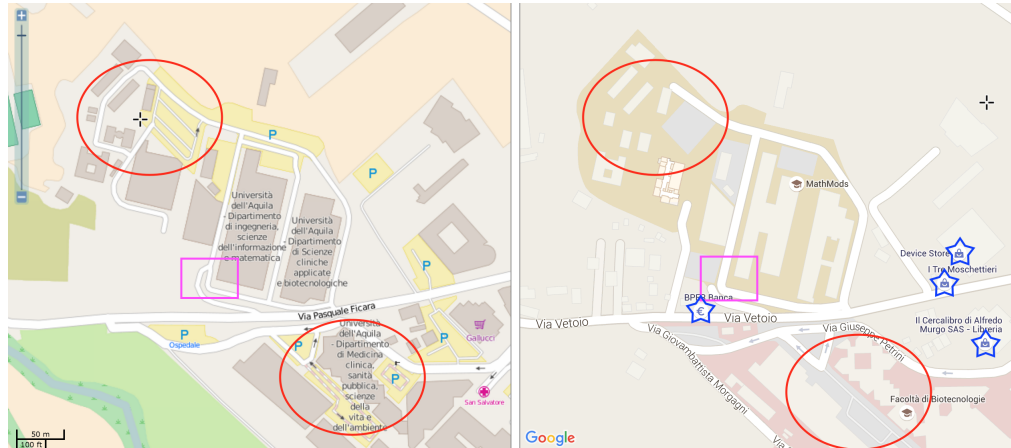 P
P
Università
dell'Aquila
- Dipartimento
di ingegneria,
scienze
dell'informazione
e matematica
Università
dell'Aquila
- Dipartimento
di Scienze
cliniche
applicate
e biotecnologiche
P
Via Pasquale Ficara
P
Ospedale
P
Università
dell'Aquila
- Dipartimento
di Medicina
clinica,
sanità
pubblica,
scienze
della
vita e
dell'ambiente
P
P
Gallucci
San Salvatore
50 m
100 ft
MathMods
Device Store
I Tre Moschettieri
BPER Banca
Via Vetoio
Via Vetoio
Via Giuseppe Petrini
Il Cercalibro di Alfredo
Murgo SAS - Libreria
Via Giovambattista Morgagni
Facoltà di Biotecnologie
Via
Google